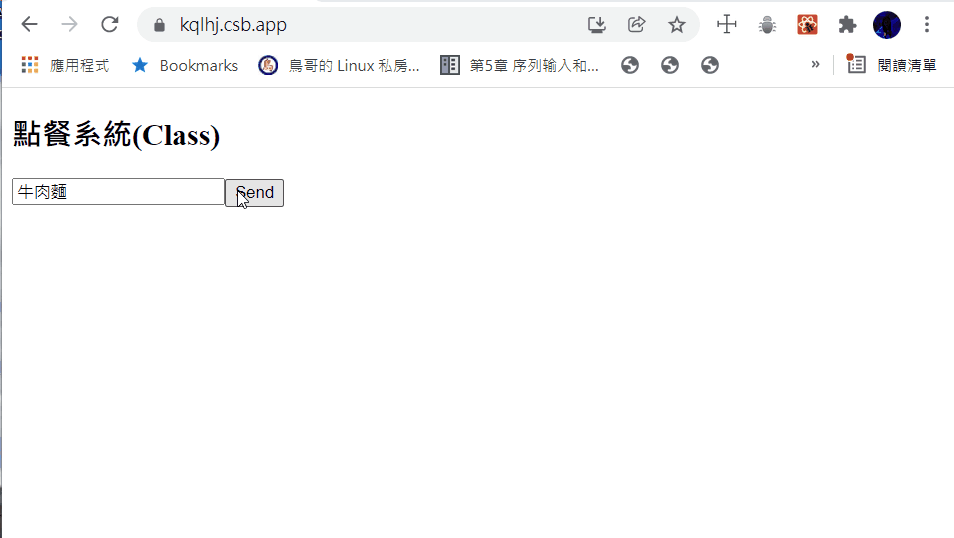 kqlhj.csb.app
應用程式 Bookmarks 鳥哥的 Linux 私房... 第5章 序列输入和... » 閱讀清單
點餐系統(Class)
牛肉麵 Send